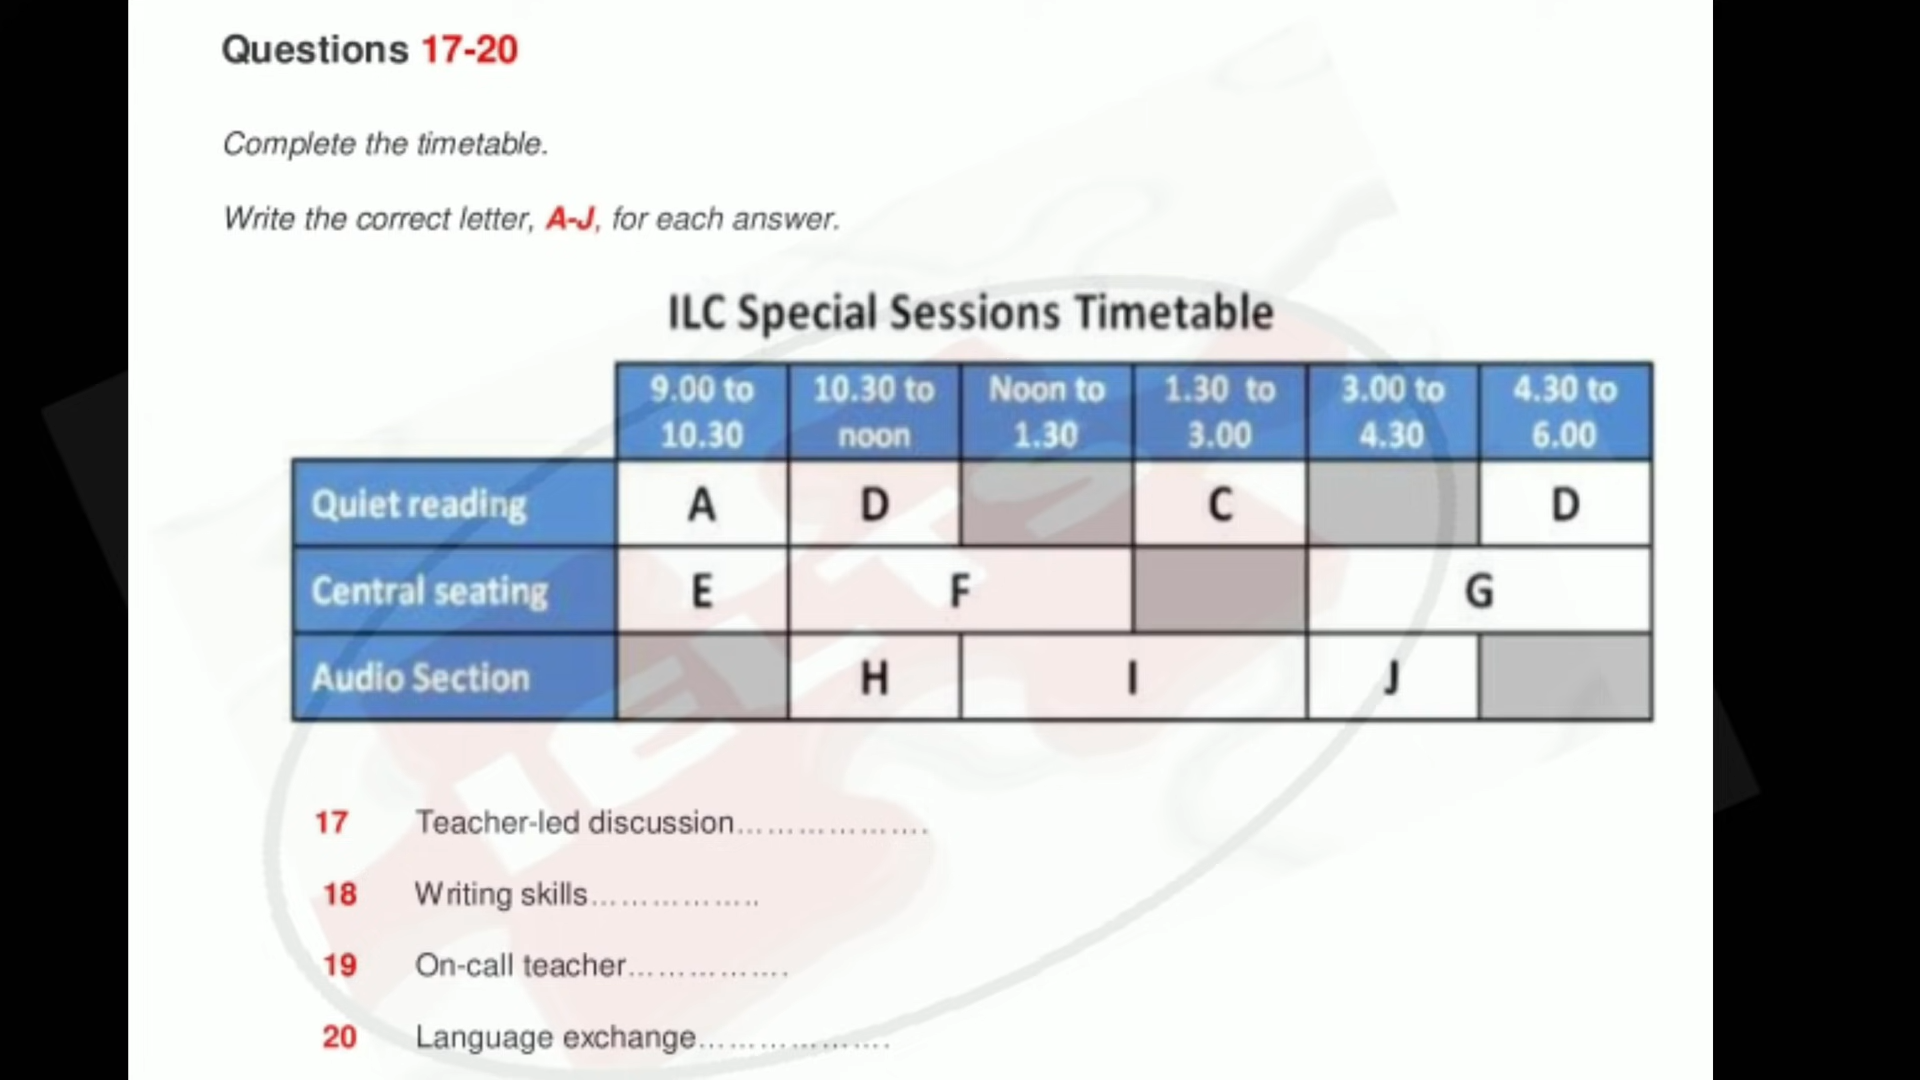 Questions 17-20
Complete the timetable.
Write the correct letter, A-J, for each answer.
ILC Special Sessions Timetable
9.00 to 10.30 10.30 to noon Noon to 1.30 1.30 to 3.00 3.00 to 4.30 4.30 to 6.00
Quiet reading A D C D
Central seating E F G
Audio Section H I J
17 Teacher-led discussion...................
18 Writing skills.................
19 On-call teacher................
20 Language exchange...................
IELTS